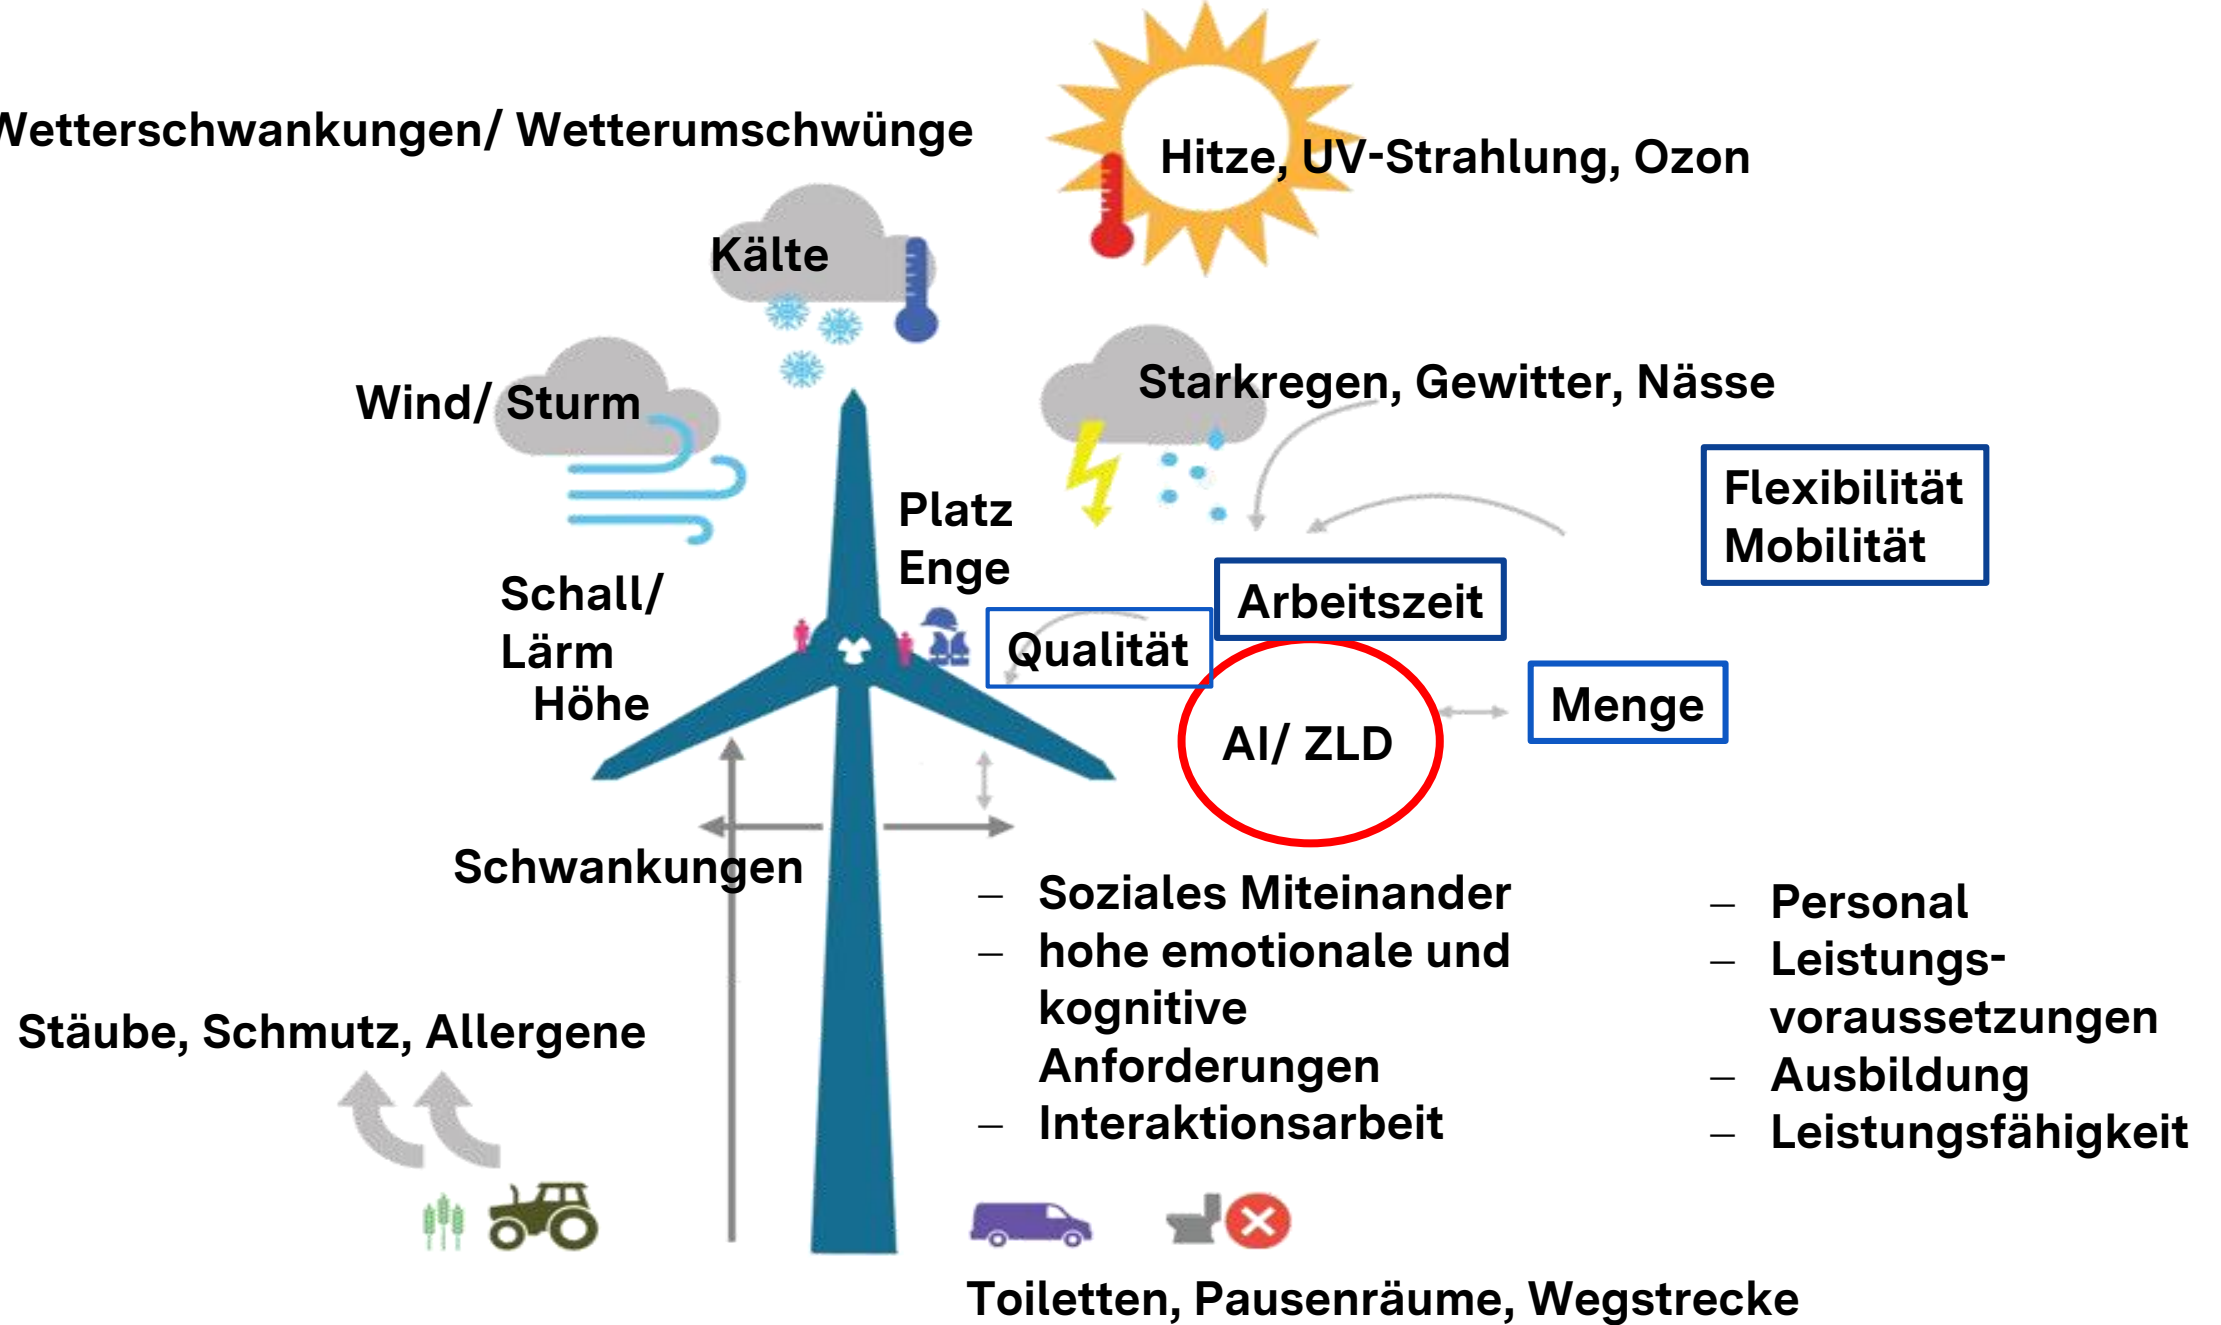 Wetterschwankungen/ Wetterumschwünge
Hitze, UV-Strahlung, Ozon
Kälte
Wind/ Sturm
Starkregen, Gewitter, Nässe
Flexibilität
Mobilität
Platz
Enge
Schall/
Lärm
Höhe
Arbeitszeit
Qualität
Menge
AI/ ZLD
Schwankungen
– Soziales Miteinander
– hohe emotionale und
kognitive
Anforderungen
– Interaktionsarbeit
– Personal
– Leistungs-
voraussetzungen
– Ausbildung
– Leistungsfähigkeit
Stäube, Schmutz, Allergene
Toiletten, Pausenräume, Wegstrecke